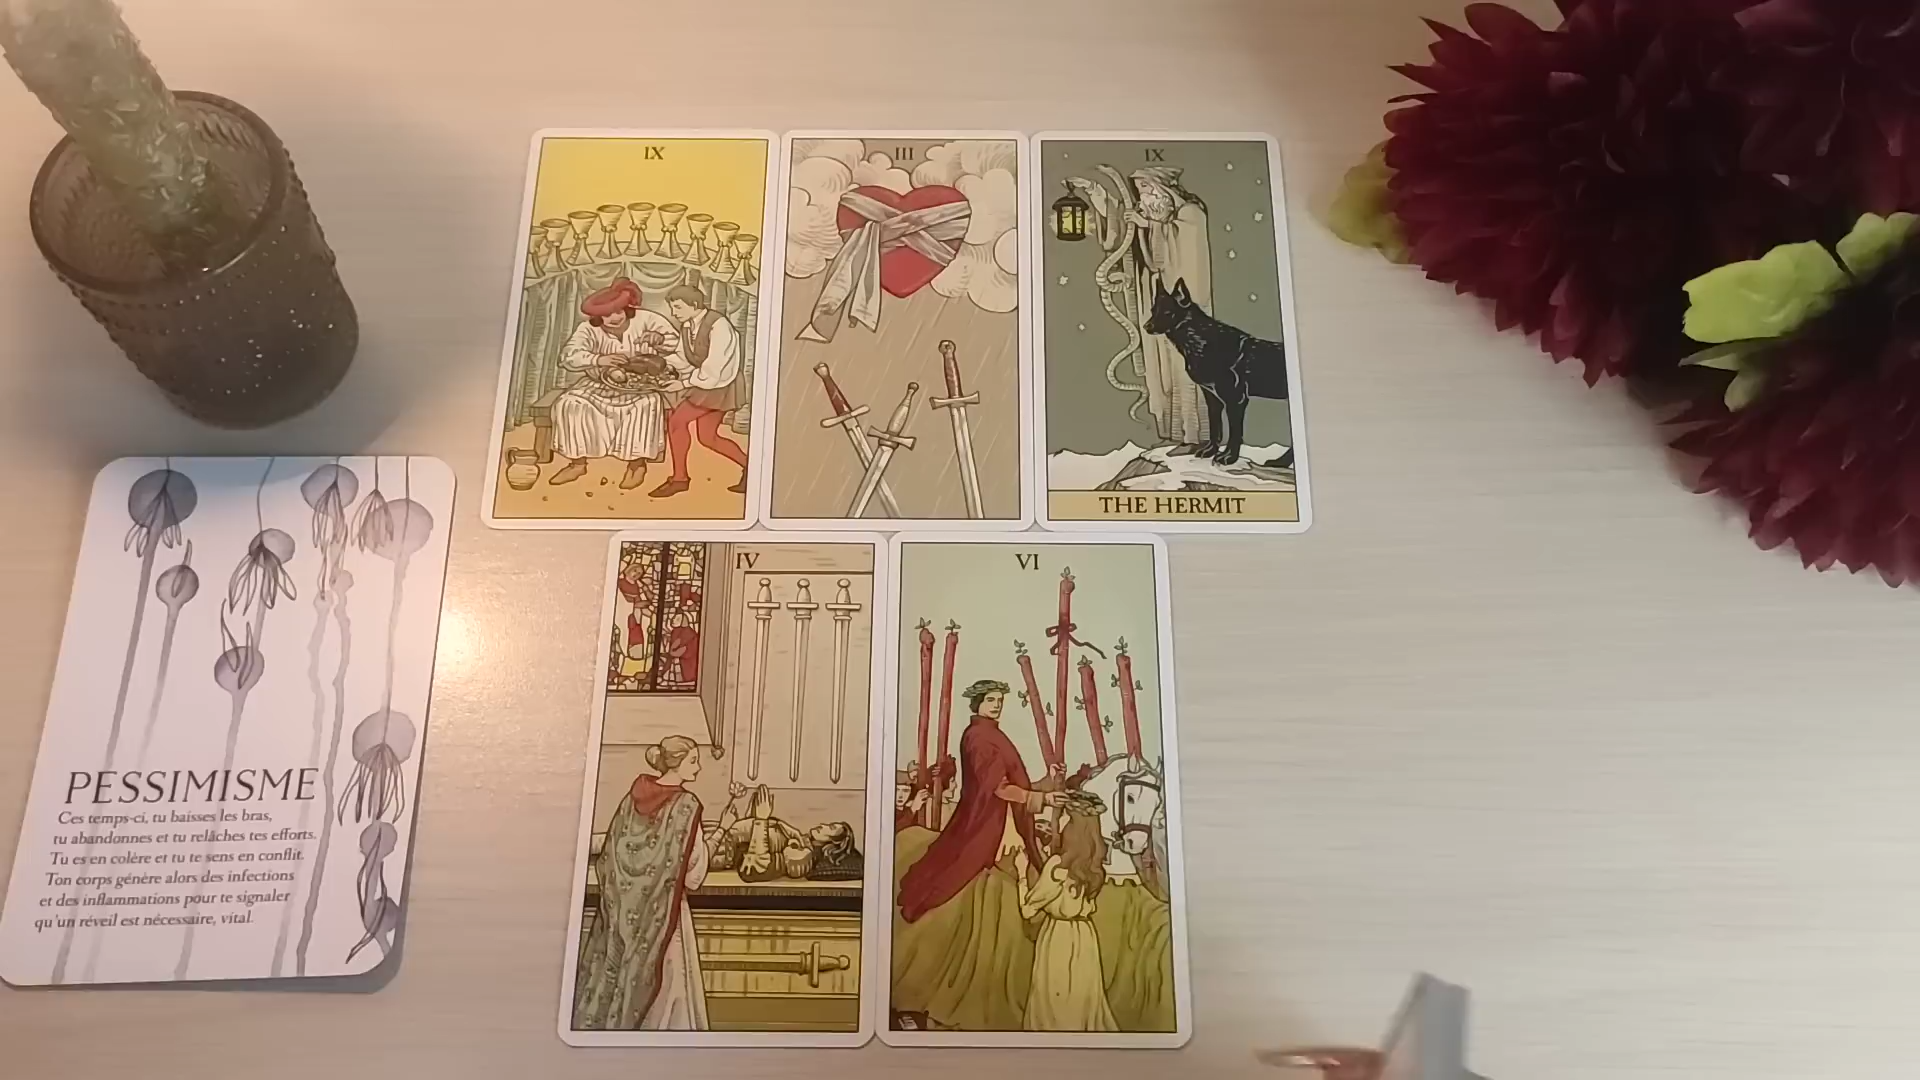 IX
III
IX
THE HERMIT
IV
VI
PESSIMISME
Ces temps-ci, tu baisses les bras,
tu abandonnes et tu relâches tes efforts.
Tu es en colère et tu te sens en conflit.
Ton corps génère alors des infections
et des inflammations pour te signaler
qu'un réveil est nécessaire, vital.